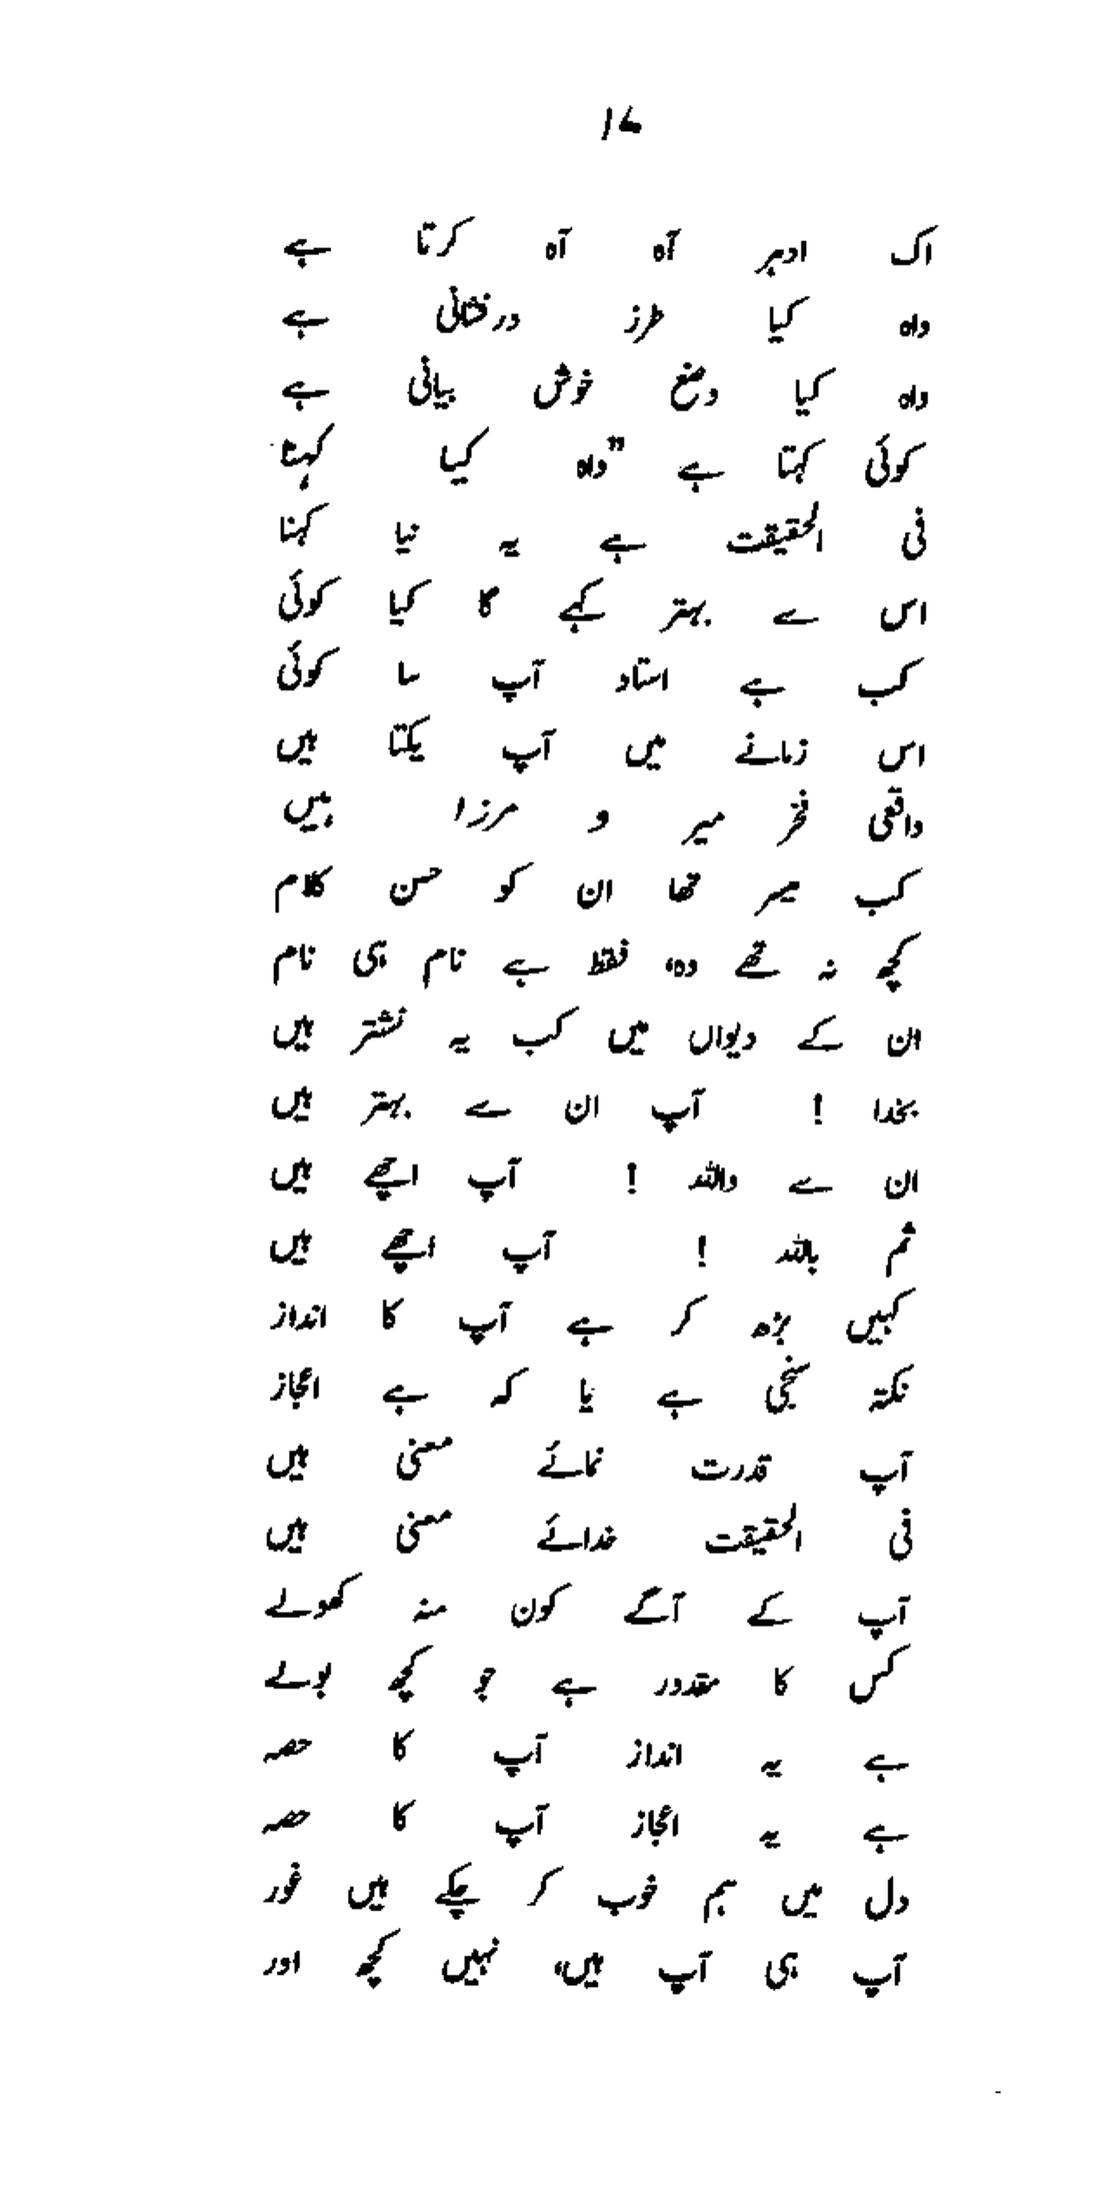 ۱۷
اک ادہر آہ آہ کرتا ہے
واہ کیا طرز درفشانی ہے
واہ کیا وضع خوش بیانی ہے
کوئی کہتا ہے "واہ کیا کہنا
فی الحقیقت ہے یہ نیا کہنا
اس سے بہتر کہے گا کیا کوئی
کب ہے استاد آپ سا کوئی
اس زمانے میں آپ یکتا ہیں
واقعی فخر میر و مرزا ہیں
کب میسر تھا ان کو حسن کلام
کچھ نہ تھے وہ، فقط ہے نام ہی نام
ان کے دیواں میں کب یہ نشتر ہیں
بخدا ! آپ ان سے بہتر ہیں
ان سے واللہ ! آپ اچھے ہیں
ثم باللہ ! آپ اچھے ہیں
کہیں بڑھ کر ہے آپ کا انداز
نکتہ سنجی ہے یا کہ ہے اعجاز
آپ قدرت نمائے معنی ہیں
فی الحقیقت خدائے معنی ہیں
آپ کے آگے کون منہ کھولے
کس کا مقدور ہے جو کچھ بولے
ہے یہ انداز آپ کا حصہ
ہے یہ اعجاز آپ کا حصہ
دل میں ہم خوب کر چکے ہیں غور
آپ ہی آپ ہیں، نہیں کچھ اور